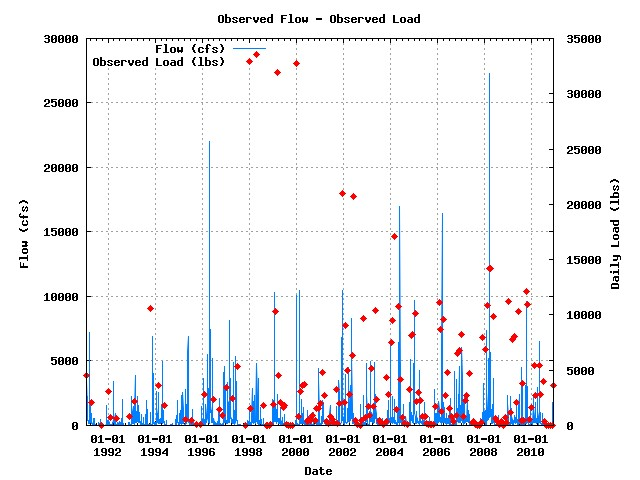 Observed Flow - Observed Load
Flow (cfs)
Observed Load (lbs)
30000
25000
20000
15000
10000
5000
0
Flow (cfs)
35000
30000
25000
20000
15000
10000
5000
0
Daily Load (lbs)
01-01 01-01 01-01 01-01 01-01 01-01 01-01 01-01 01-01 01-01
1992 1994 1996 1998 2000 2002 2004 2006 2008 2010
Date